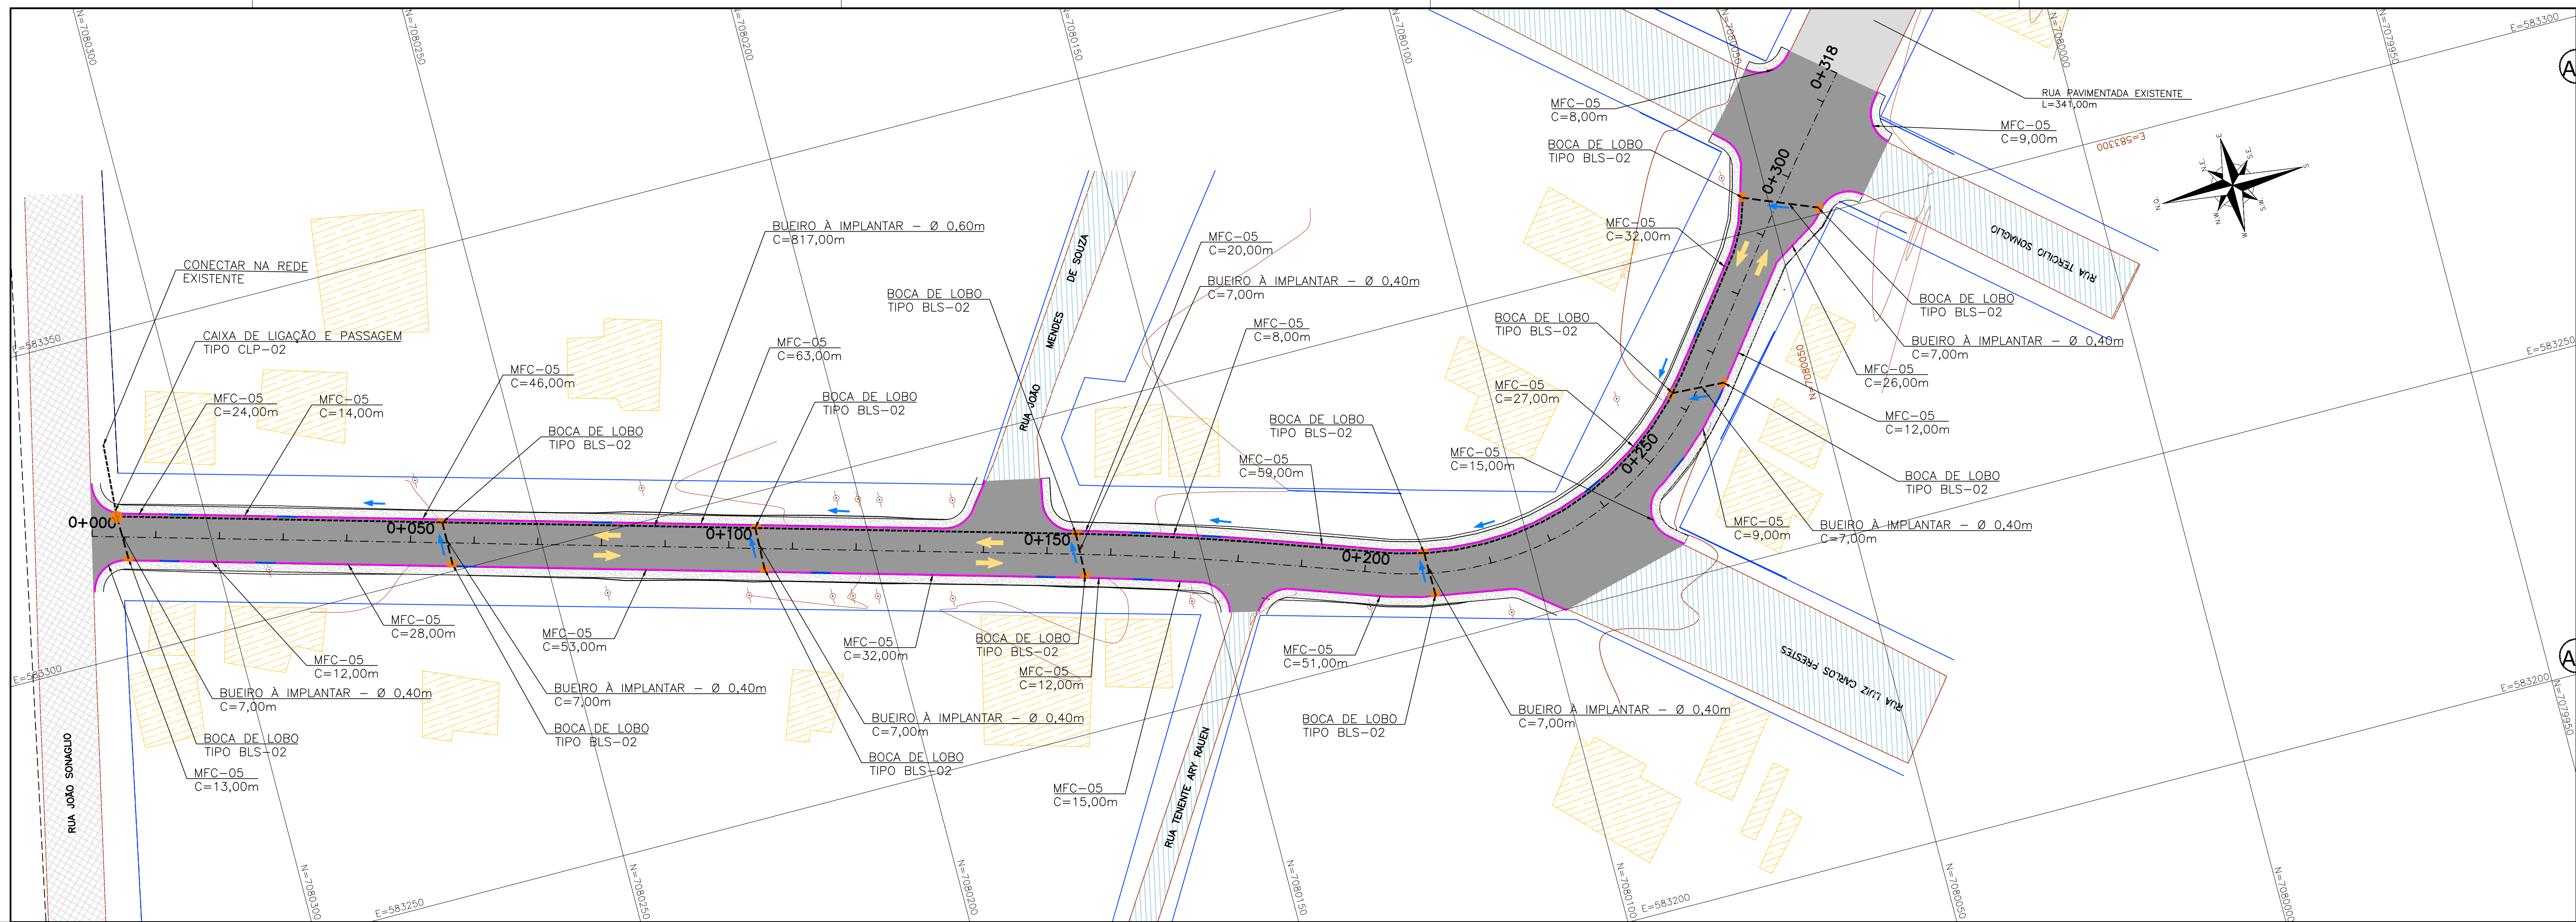 N=7080300
N=7080250
N=7080200
N=7080150
N=7080100
N=7080050
N=7080000
N=7079950
E=583300
A
0+318
RUA PAVIMENTADA EXISTENTE
L=341,00m
MFC-05
C=8,00m
MFC-05
C=9,00m
E=583300
BOCA DE LOBO
TIPO BLS-02
0+300
E
S.E.
S
S.W.
W
N.W.
N.E.
RUA TERCILIO SONAGLIO
BUEIRO À IMPLANTAR - Ø 0,60m
C=817,00m
DE SOUZA
MENDES
RUA JOÃO
MFC-05
C=20,00m
MFC-05
C=32,00m
CONECTAR NA REDE
EXISTENTE
BUEIRO À IMPLANTAR - Ø 0,40m
C=7,00m
BOCA DE LOBO
TIPO BLS-02
BOCA DE LOBO
TIPO BLS-02
BOCA DE LOBO
TIPO BLS-02
MFC-05
C=8,00m
BUEIRO À IMPLANTAR - Ø 0,40m
C=7,00m
E=583350
CAIXA DE LIGAÇÃO E PASSAGEM
TIPO CLP-02
MFC-05
C=63,00m
E=583250
N=7080050
MFC-05
C=46,00m
MFC-05
C=26,00m
MFC-05
C=24,00m
MFC-05
C=14,00m
BOCA DE LOBO
TIPO BLS-02
MFC-05
C=27,00m
MFC-05
C=12,00m
BOCA DE LOBO
TIPO BLS-02
BOCA DE LOBO
TIPO BLS-02
MFC-05
C=59,00m
MFC-05
C=15,00m
0+250
BOCA DE LOBO
TIPO BLS-02
0+000
0+050
0+100
0+150
0+200
MFC-05
C=9,00m
BUEIRO À IMPLANTAR - Ø 0,40m
C=7,00m
MFC-05
C=28,00m
MFC-05
C=53,00m
MFC-05
C=32,00m
BOCA DE LOBO
TIPO BLS-02
MFC-05
C=51,00m
RUA LUIZ CARLOS PRESTES
A
E=583300
MFC-05
C=12,00m
MFC-05
C=12,00m
E=583200
BUEIRO À IMPLANTAR - Ø 0,40m
C=7,00m
BUEIRO À IMPLANTAR - Ø 0,40m
C=7,00m
BUEIRO À IMPLANTAR - Ø 0,40m
C=7,00m
BUEIRO À IMPLANTAR - Ø 0,40m
C=7,00m
BOCA DE LOBO
TIPO BLS-02
BOCA DE LOBO
TIPO BLS-02
BOCA DE LOBO
TIPO BLS-02
BOCA DE LOBO
TIPO BLS-02
RUA JOÃO SONAGLIO
MFC-05
C=13,00m
MFC-05
C=15,00m
RUA TENENTE ARY RAUEN
N=7079950
N=7080300
E=583250
N=7080250
N=7080200
N=7080150
N=7080100
E=583200
N=7080050
N=7080000